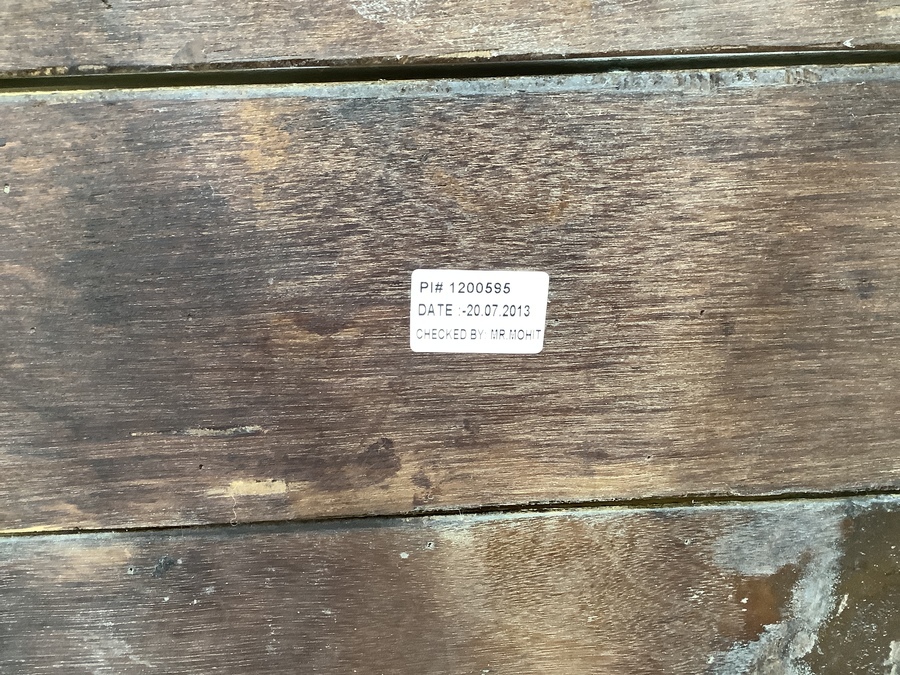 PI# 1200595
DATE :-20.07.2013
CHECKED BY: MR.MOHIT